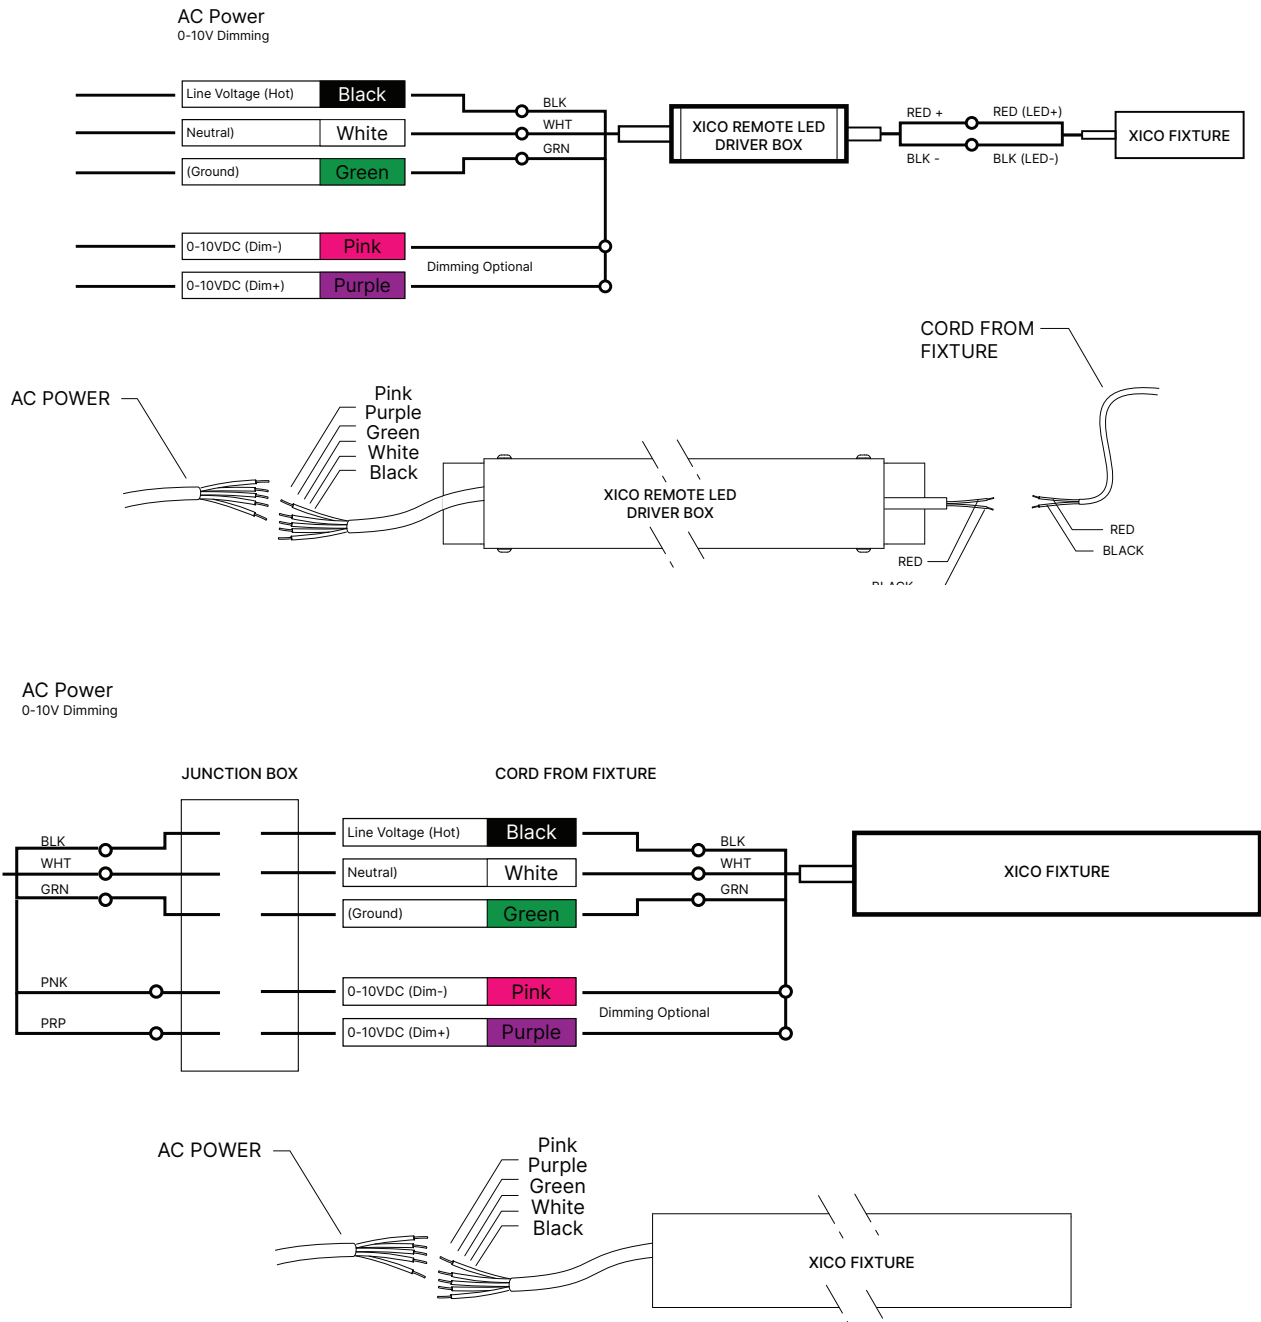 AC Power
0-10V Dimming
Line Voltage (Hot) Black
Neutral) White
(Ground) Green
0-10VDC (Dim-) Pink
0-10VDC (Dim+) Purple
Dimming Optional
BLK
WHT
GRN
XICO REMOTE LED
DRIVER BOX
RED + RED (LED+)
BLK - BLK (LED-)
XICO FIXTURE
CORD FROM
FIXTURE
AC POWER
Pink
Purple
Green
White
Black
XICO REMOTE LED
DRIVER BOX
RED
BLACK
RED
BLACK
AC Power
0-10V Dimming
JUNCTION BOX
CORD FROM FIXTURE
BLK
WHT
GRN
PNK
PRP
Line Voltage (Hot) Black
Neutral) White
(Ground) Green
0-10VDC (Dim-) Pink
0-10VDC (Dim+) Purple
Dimming Optional
BLK
WHT
GRN
XICO FIXTURE
AC POWER
Pink
Purple
Green
White
Black
XICO FIXTURE